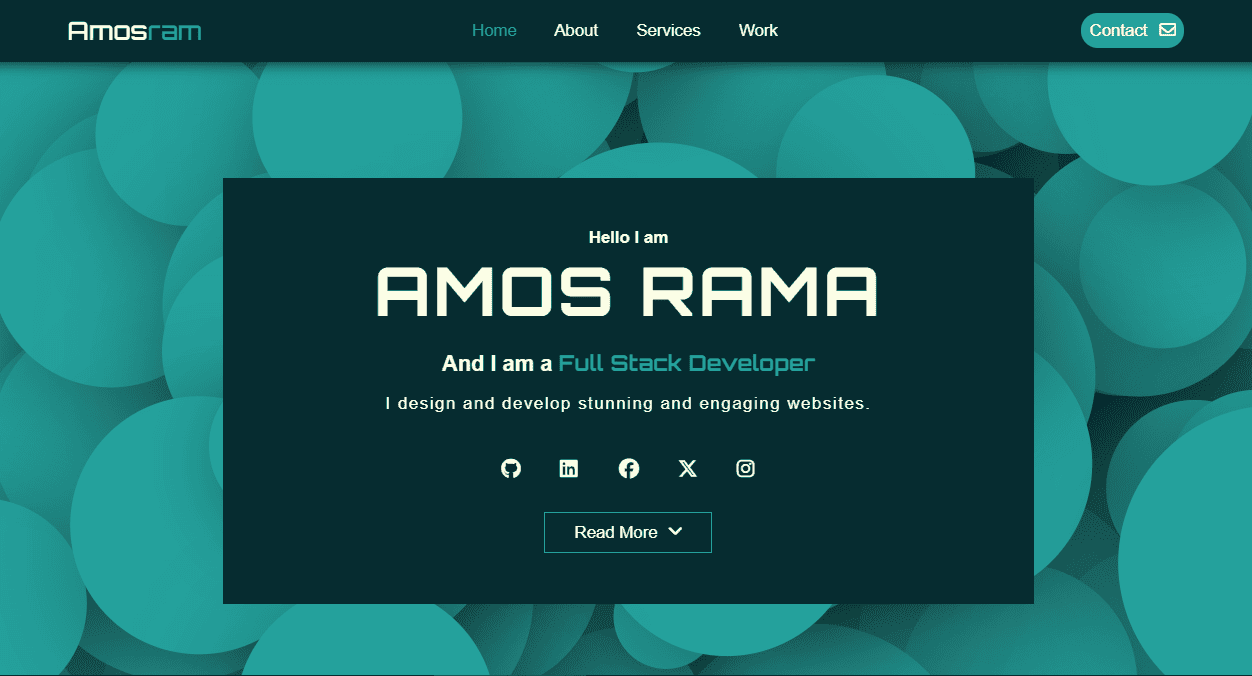 Amosram
Home About Services Work
Contact
Hello I am
AMOS RAMA
And I am a Full Stack Developer
I design and develop stunning and engaging websites.
Read More